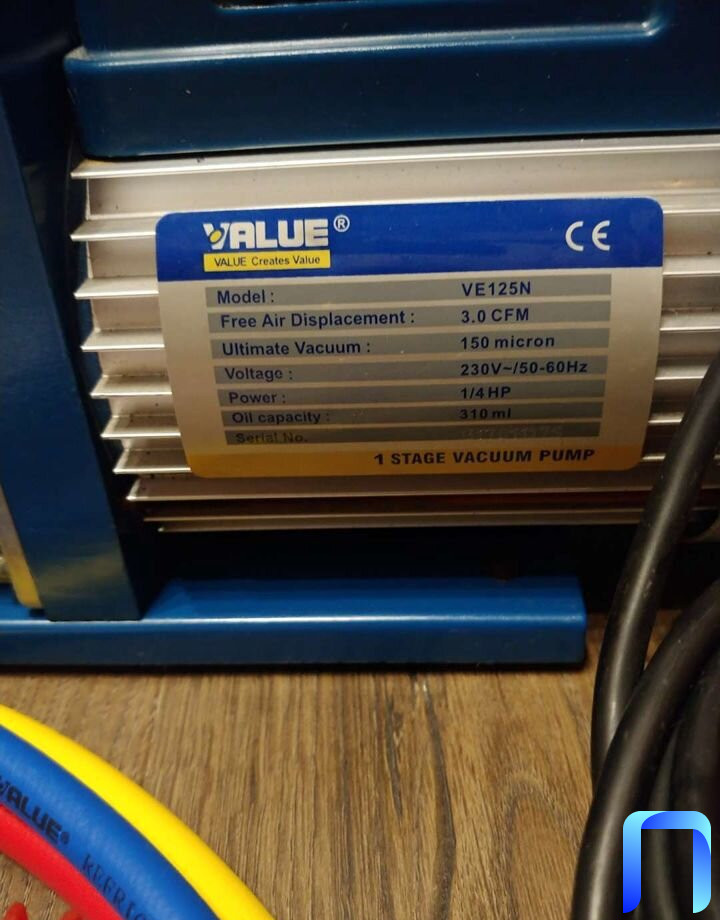 VALUE®
CE
VALUE Creates Value
Model : VE125N
Free Air Displacement : 3.0 CFM
Ultimate Vacuum : 150 micron
Voltage : 230V~/50-60Hz
Power : 1/4 HP
Oil capacity : 310 ml
Serial No.
1 STAGE VACUUM PUMP
VALUE®